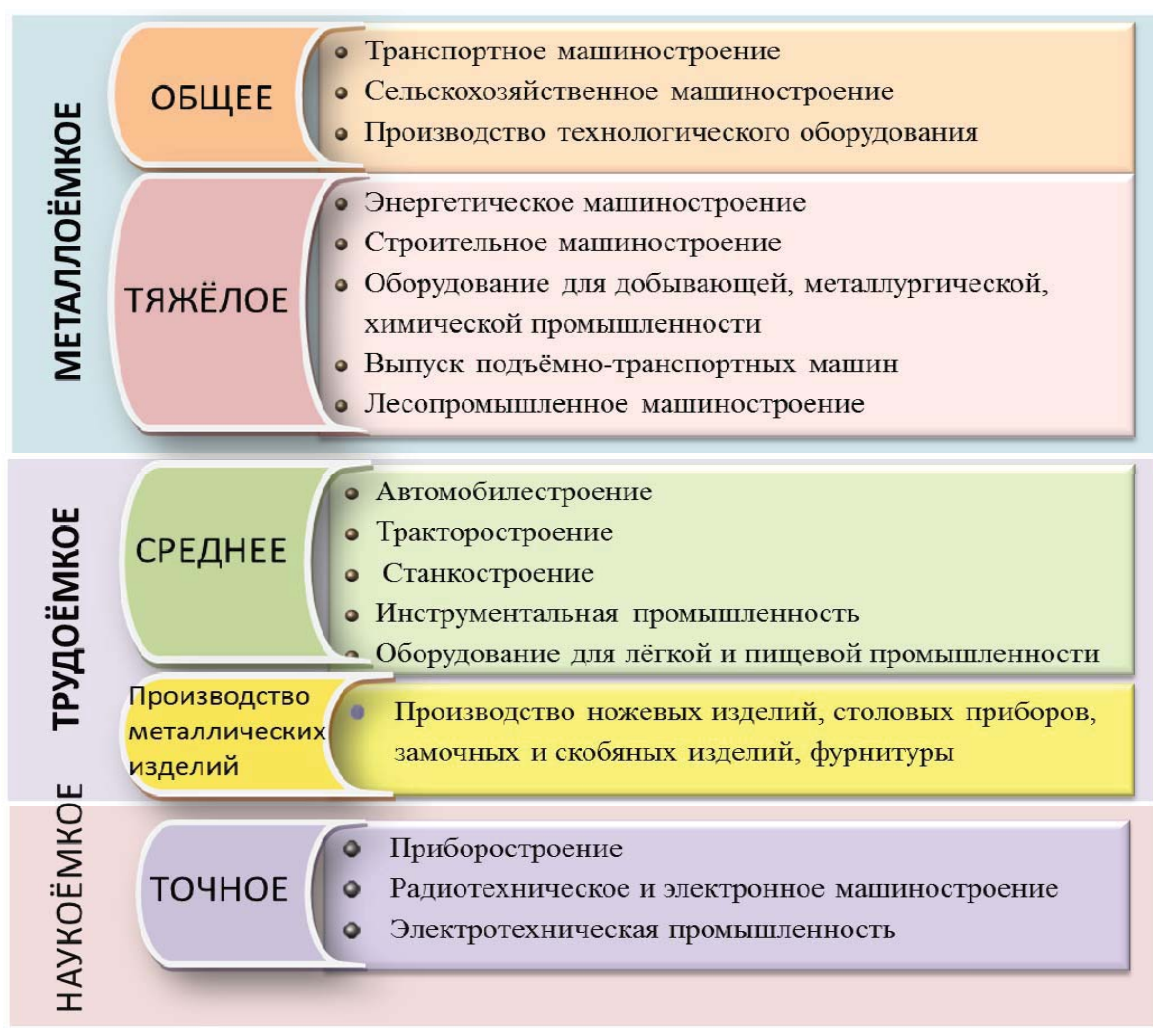 МЕТАЛЛОЁМКОЕ
ОБЩЕЕ
Транспортное машиностроение
Сельскохозяйственное машиностроение
Производство технологического оборудования
ТЯЖЁЛОЕ
Энергетическое машиностроение
Строительное машиностроение
Оборудование для добывающей, металлургической,
химической промышленности
Выпуск подъёмно-транспортных машин
Лесопромышленное машиностроение
ТРУДОЁМКОЕ
СРЕДНЕЕ
Автомобилестроение
Тракторостроение
Станкостроение
Инструментальная промышленность
Оборудование для лёгкой и пищевой промышленности
Производство
металлических
изделий
Производство ножевых изделий, столовых приборов,
замочных и скобяных изделий, фурнитуры
НАУКОЁМКОЕ
ТОЧНОЕ
Приборостроение
Радиотехническое и электронное машиностроение
Электротехническая промышленность